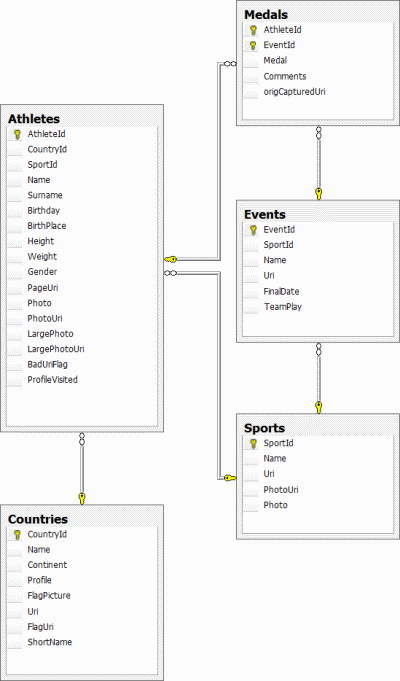 Medals
AthleteId
EventId
Medal
Comments
origCapturedUri
Athletes
AthleteId
CountryId
SportId
Name
Surname
Birthday
BirthPlace
Height
Weight
Gender
PageUri
Photo
PhotoUri
LargePhoto
LargePhotoUri
BadUriFlag
ProfileVisited
Events
EventId
SportId
Name
Uri
FinalDate
TeamPlay
Sports
SportId
Name
Uri
PhotoUri
Photo
Countries
CountryId
Name
Continent
Profile
FlagPicture
Uri
FlagUri
ShortName